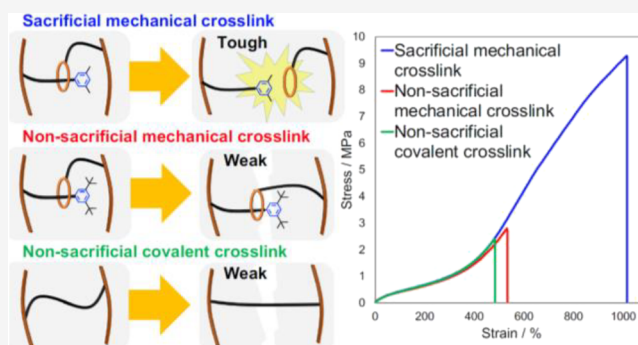 Sacrificial mechanical crosslink
Tough
Non-sacrificial mechanical crosslink
Weak
Non-sacrificial covalent crosslink
Weak
Stress / MPa
10
9
8
7
6
5
4
3
2
1
0
Sacrificial mechanical
crosslink
Non-sacrificial
mechanical crosslink
Non-sacrificial
covalent crosslink
0 200 400 600 800 1000
Strain / %